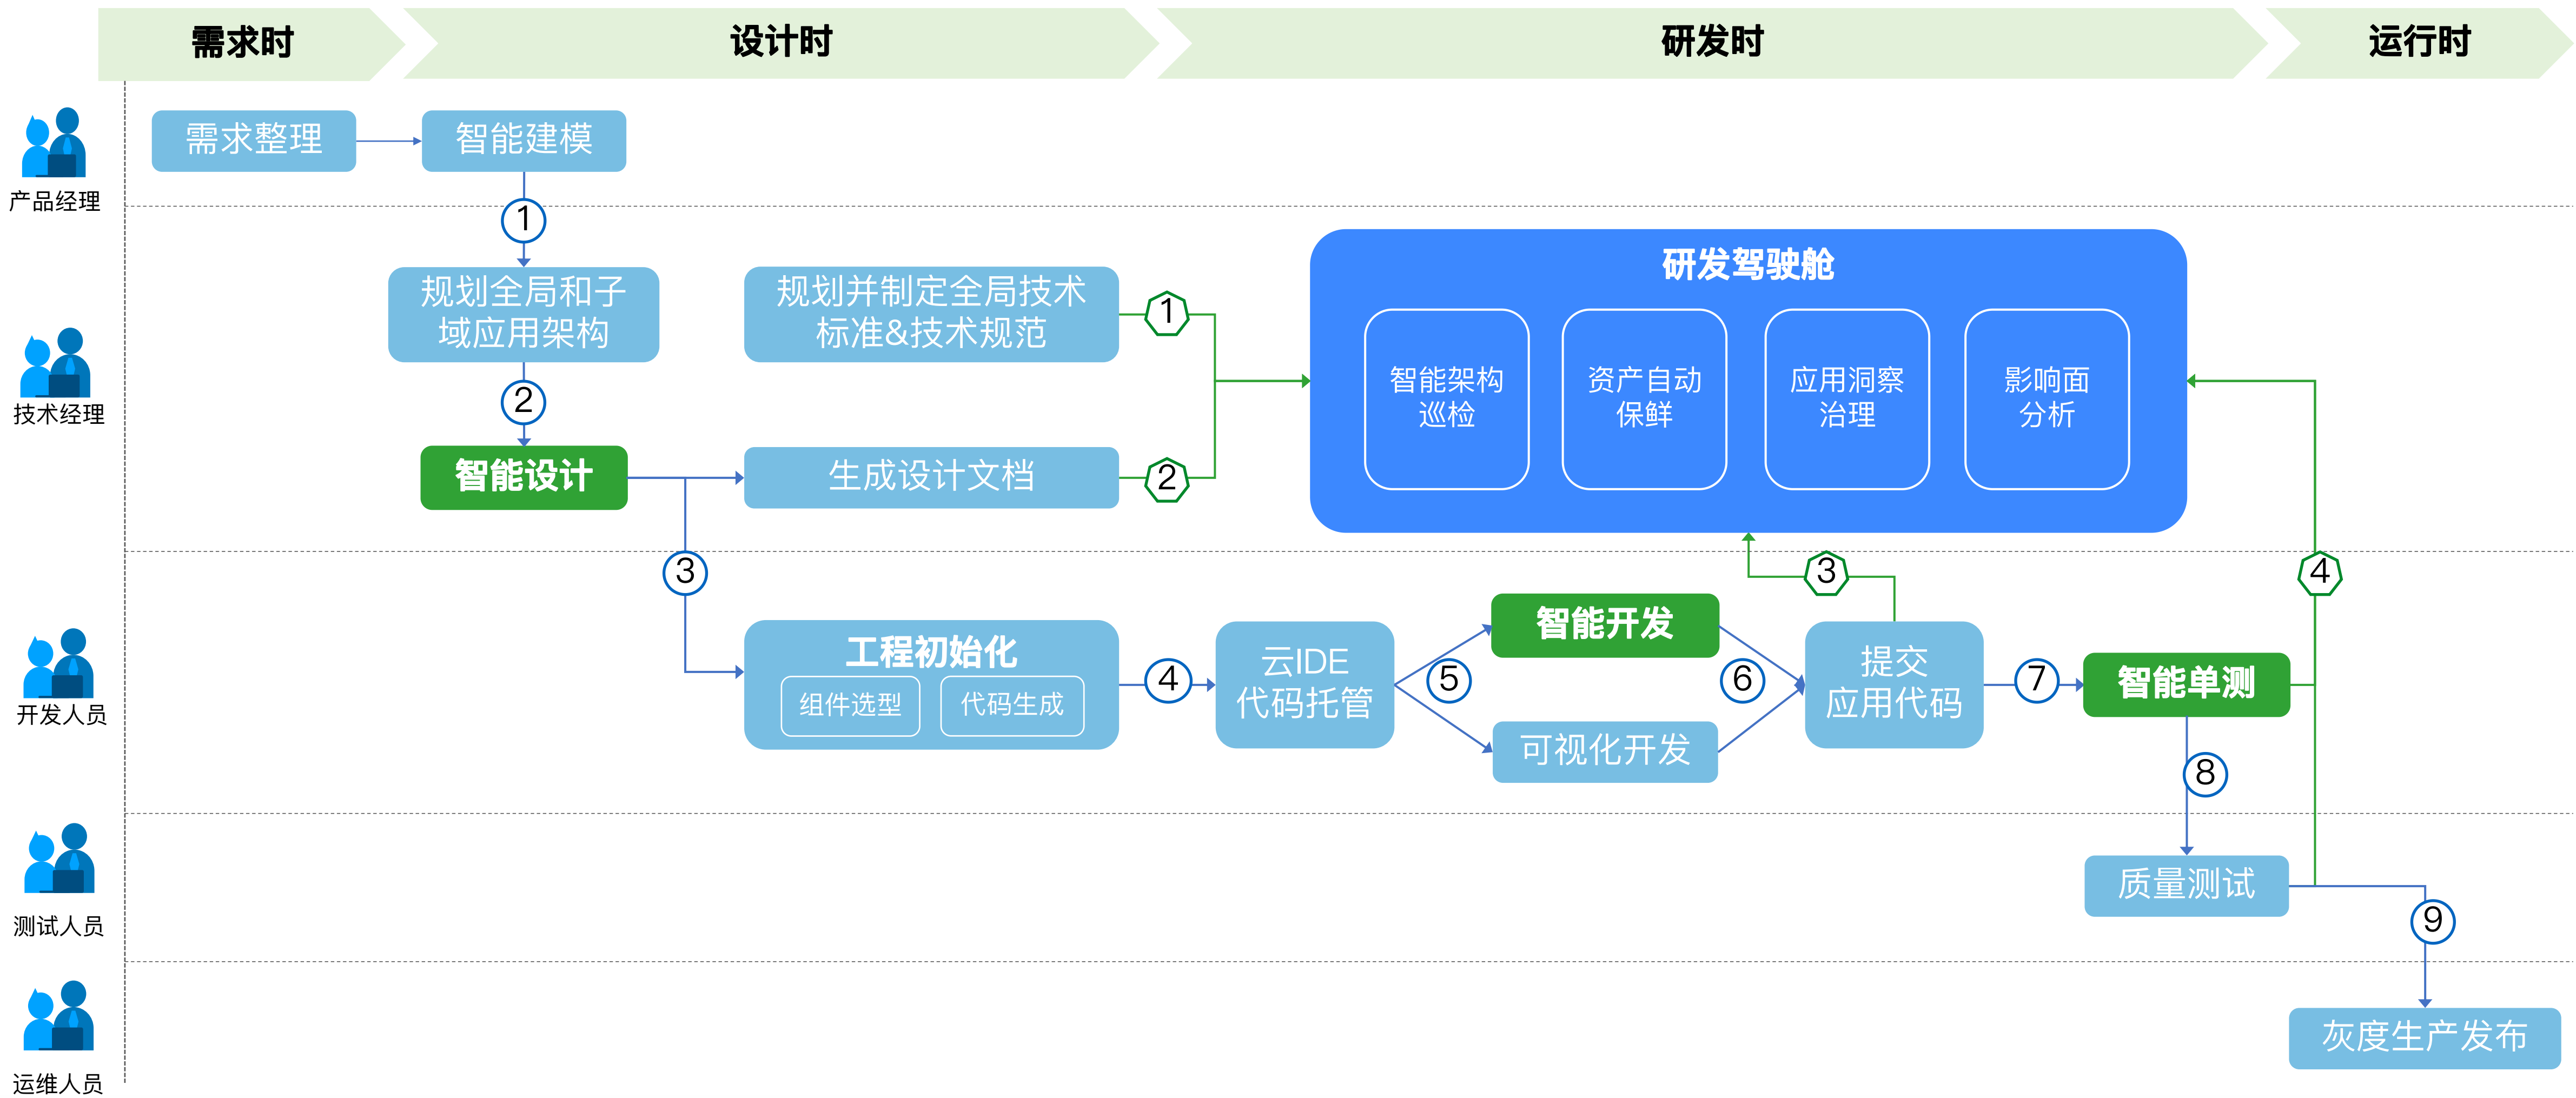 需求时
设计时
研发时
运行时
产品经理
需求整理
智能建模
1
技术经理
规划全局和子
域应用架构
2
智能设计
规划并制定全局技术
标准&技术规范
1
生成设计文档
2
研发驾驶舱
智能架构
巡检
资产自动
保鲜
应用洞察
治理
影响面
分析
3
3
4
开发人员
工程初始化
组件选型
代码生成
4
云IDE
代码托管
5
智能开发
可视化开发
6
提交
应用代码
7
智能单测
8
测试人员
质量测试
9
运维人员
灰度生产发布